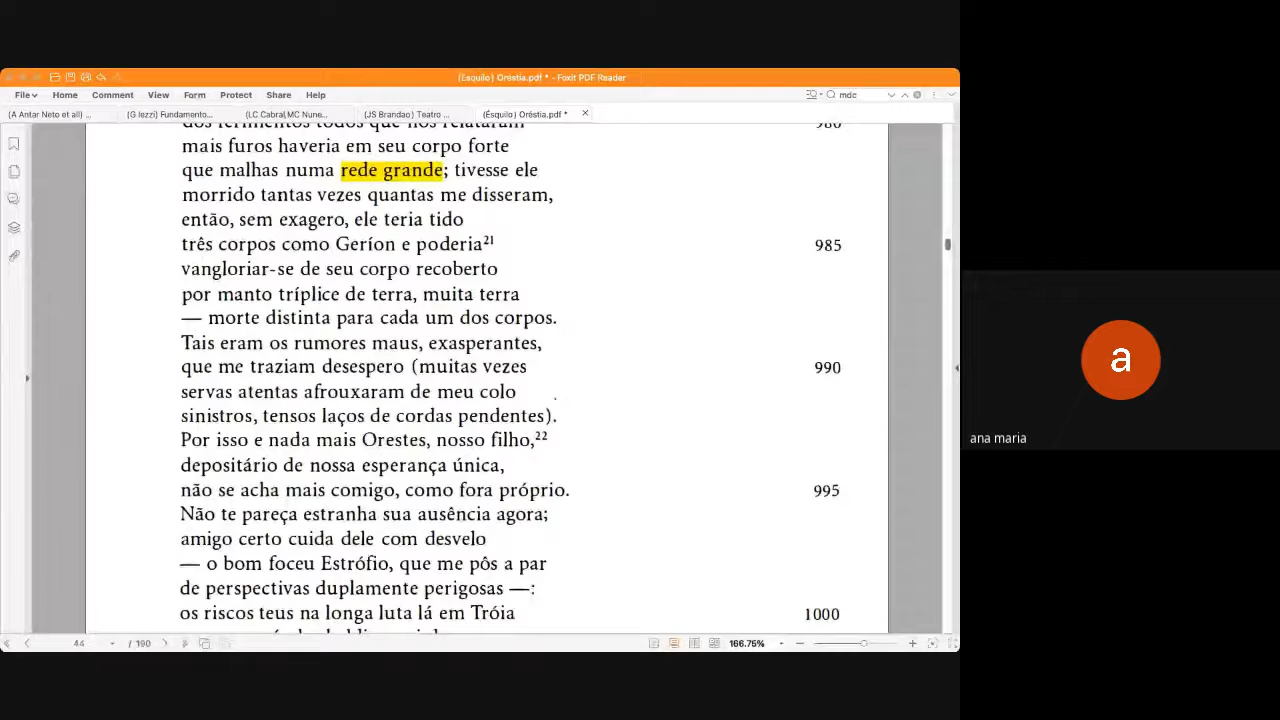 (Ésquilo) Oréstia.pdf * - Foxit PDF Reader
File Home Comment View Form Protect Share Help mdc
(A Antar Neto et all) ... (G Iezzi) Fundamento... (LC Cabral,MC Nune... (JS Brandao) Teatro ... (Ésquilo) Oréstia.pdf *
dos ferimentos todos que nos relataram 980
mais furos haveria em seu corpo forte
que malhas numa rede grande; tivesse ele
morrido tantas vezes quantas me disseram,
então, sem exagero, ele teria tido
três corpos como Geríon e poderia²¹ 985
vangloriar-se de seu corpo recoberto
por manto tríplice de terra, muita terra
— morte distinta para cada um dos corpos.
Tais eram os rumores maus, exasperantes,
que me traziam desespero (muitas vezes 990
servas atentas afrouxaram de meu colo
sinistros, tensos laços de cordas pendentes).
Por isso e nada mais Orestes, nosso filho,²²
depositário de nossa esperança única,
não se acha mais comigo, como fora próprio. 995
Não te pareça estranha sua ausência agora;
amigo certo cuida dele com desvelo
— o bom foceu Estrófio, que me pôs a par
de perspectivas duplamente perigosas —:
os riscos teus na longa luta lá em Tróia 1000
44 / 190 166.75%
a
ana maria